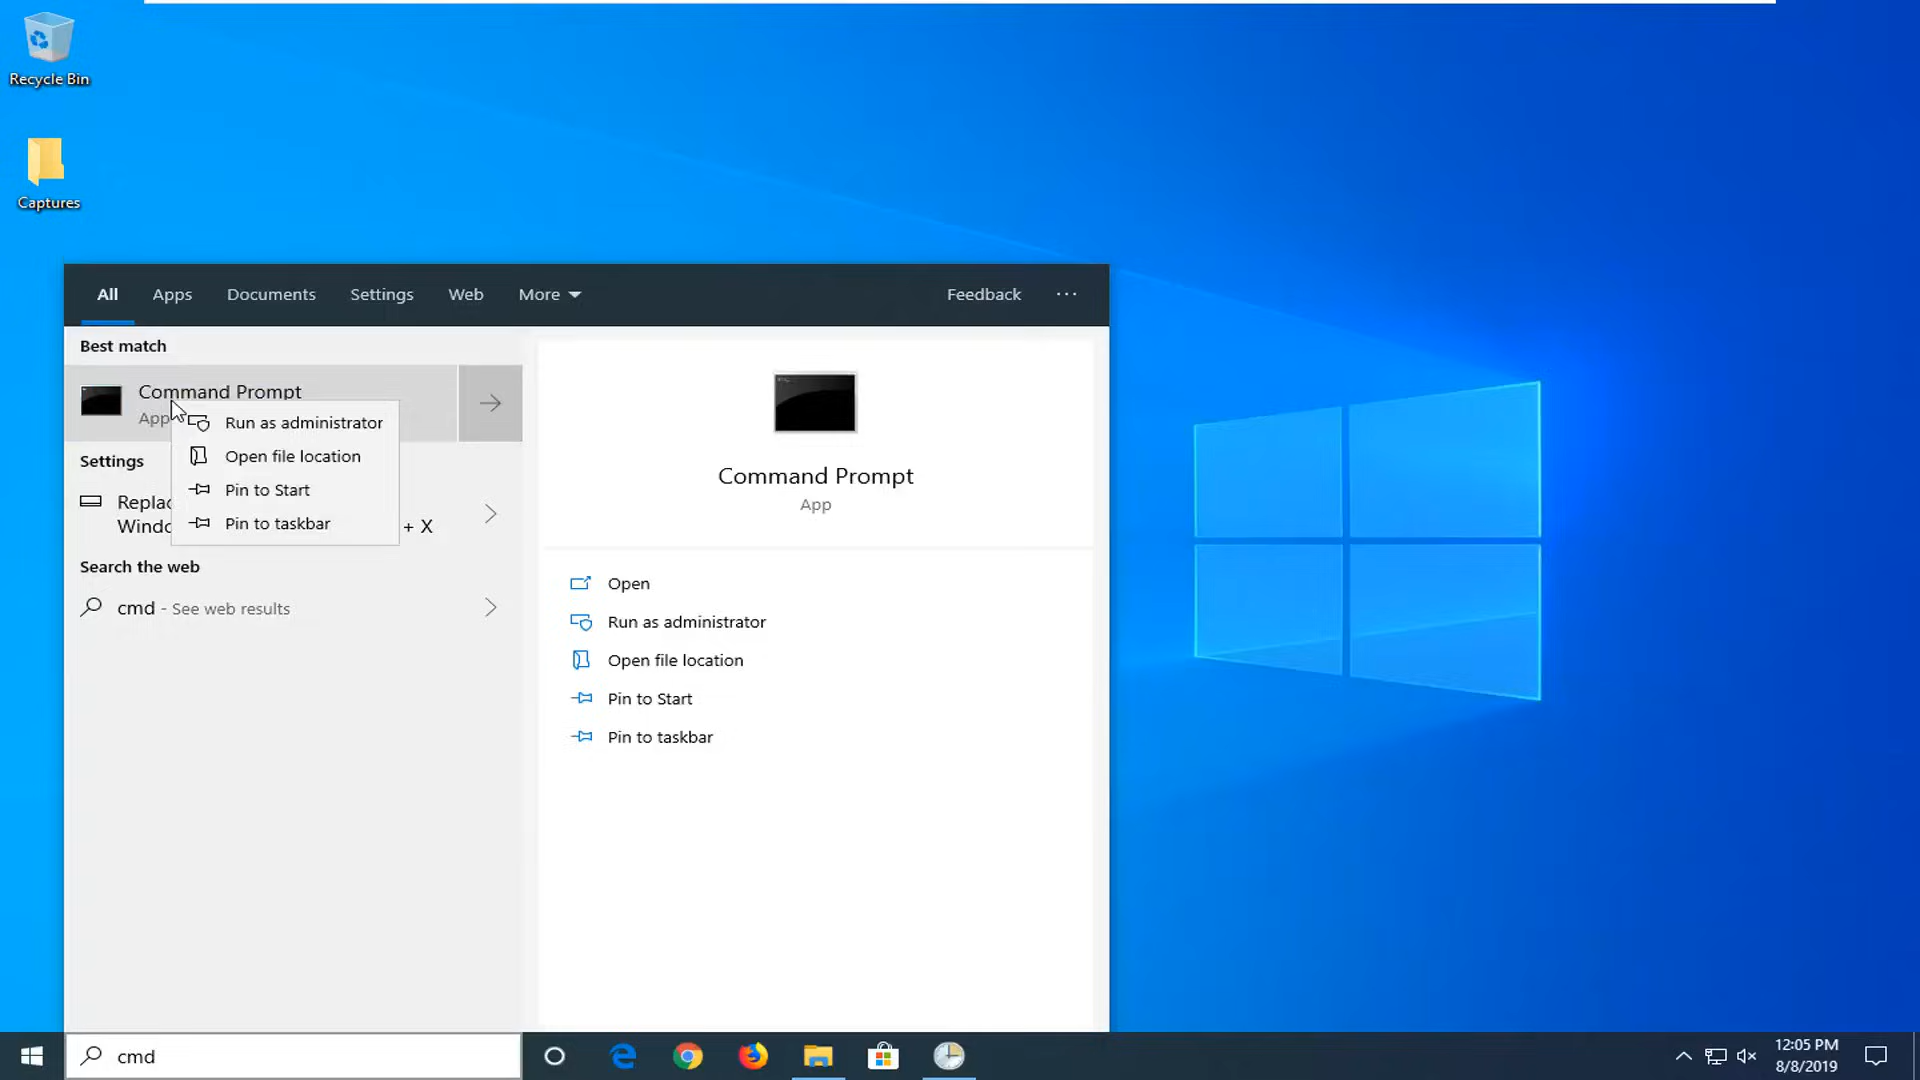 Recycle Bin
Captures
All Apps Documents Settings Web More Feedback ...
Best match
Command Prompt
App
Run as administrator
Open file location
Pin to Start
Pin to taskbar
Settings
+ X
Search the web
cmd - See web results
Command Prompt
App
Open
Run as administrator
Open file location
Pin to Start
Pin to taskbar
cmd
12:05 PM
8/8/2019